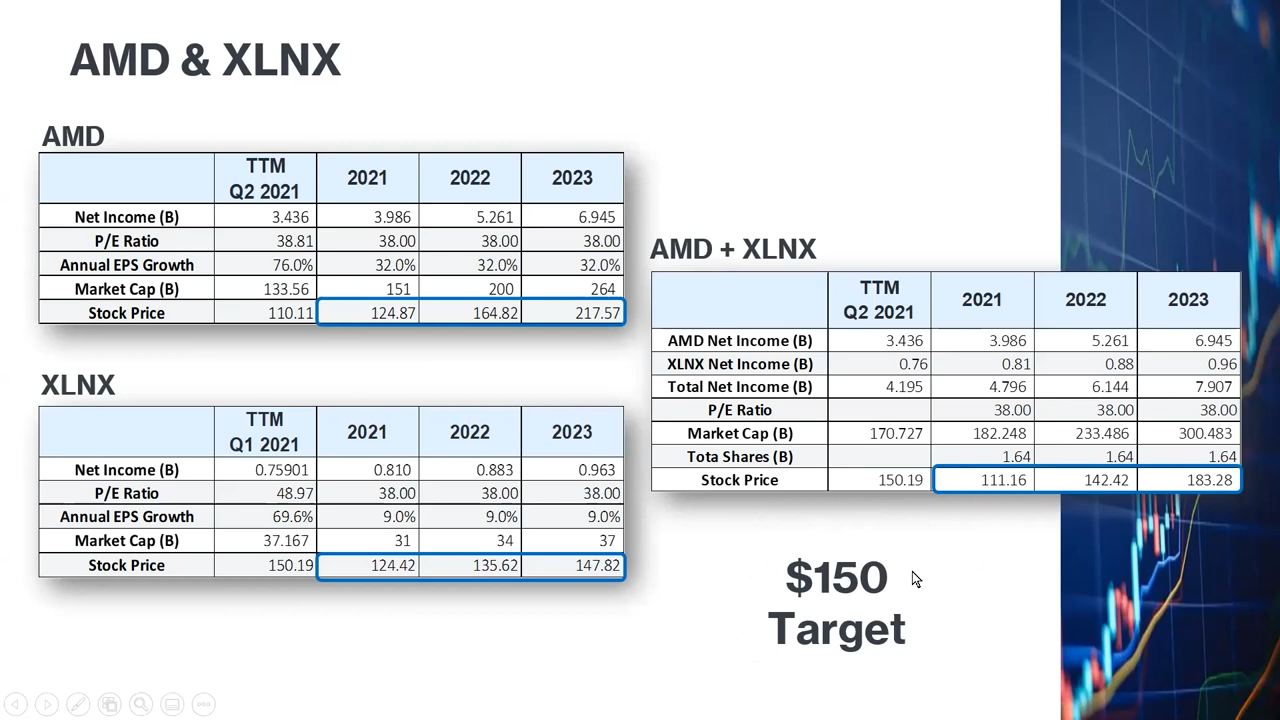 AMD & XLNX
AMD
TTM Q2 2021 2021 2022 2023
Net Income (B) 3.436 3.986 5.261 6.945
P/E Ratio 38.81 38.00 38.00 38.00
Annual EPS Growth 76.0% 32.0% 32.0% 32.0%
Market Cap (B) 133.56 151 200 264
Stock Price 110.11 124.87 164.82 217.57
XLNX
TTM Q1 2021 2021 2022 2023
Net Income (B) 0.75901 0.810 0.883 0.963
P/E Ratio 48.97 38.00 38.00 38.00
Annual EPS Growth 69.6% 9.0% 9.0% 9.0%
Market Cap (B) 37.167 31 34 37
Stock Price 150.19 124.42 135.62 147.82
AMD + XLNX
TTM Q2 2021 2021 2022 2023
AMD Net Income (B) 3.436 3.986 5.261 6.945
XLNX Net Income (B) 0.76 0.81 0.88 0.96
Total Net Income (B) 4.195 4.796 6.144 7.907
P/E Ratio 38.00 38.00 38.00
Market Cap (B) 170.727 182.248 233.486 300.483
Tota Shares (B) 1.64 1.64 1.64
Stock Price 150.19 111.16 142.42 183.28
$150
Target